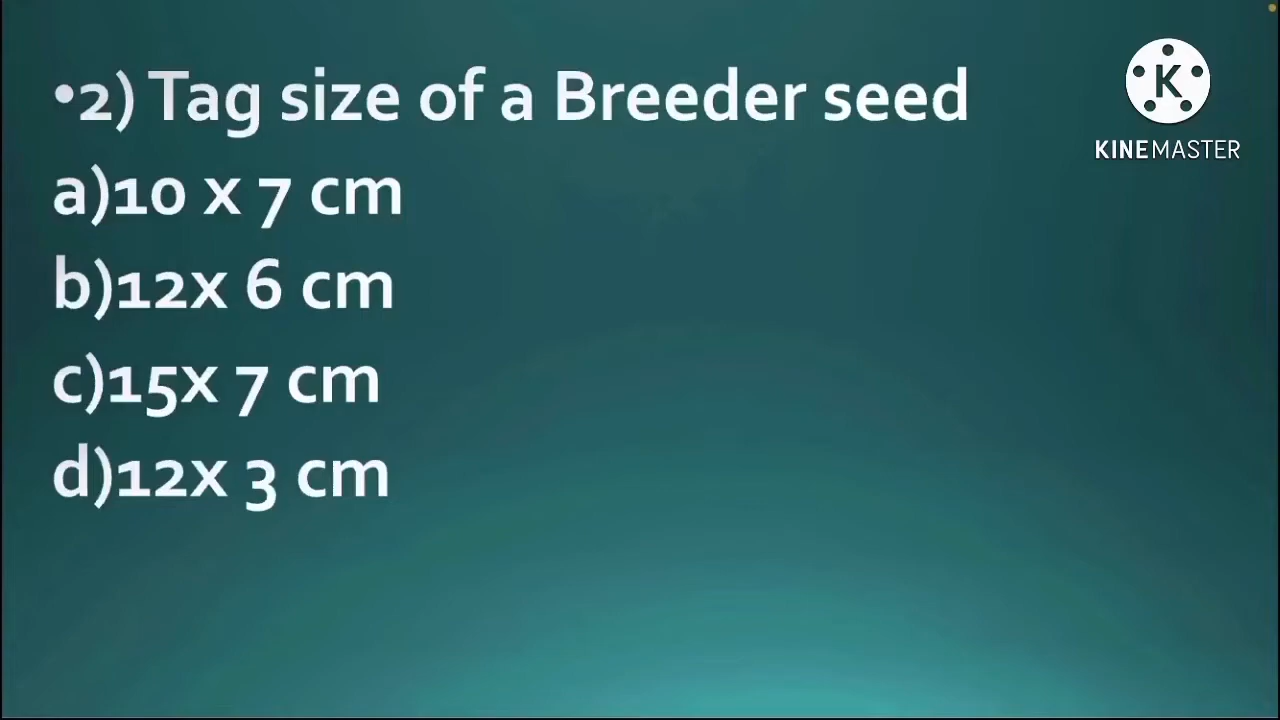 •2) Tag size of a Breeder seed
a)10 x 7 cm
b)12x 6 cm
c)15x 7 cm
d)12x 3 cm
K
KINEMASTER